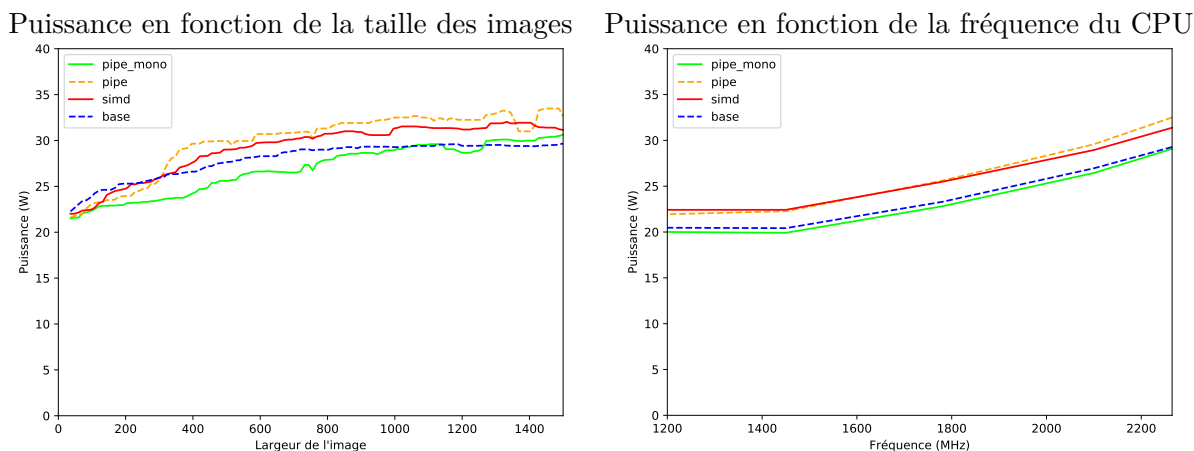 Puissance en fonction de la taille des images
40
35
30
25
20
15
10
5
0
Puissance (W)
pipe_mono
pipe
simd
base
0 200 400 600 800 1000 1200 1400
Largeur de l'image
Puissance en fonction de la fréquence du CPU
40
35
30
25
20
15
10
5
0
Puissance (W)
pipe_mono
pipe
simd
base
1200 1400 1600 1800 2000 2200
Fréquence (MHz)